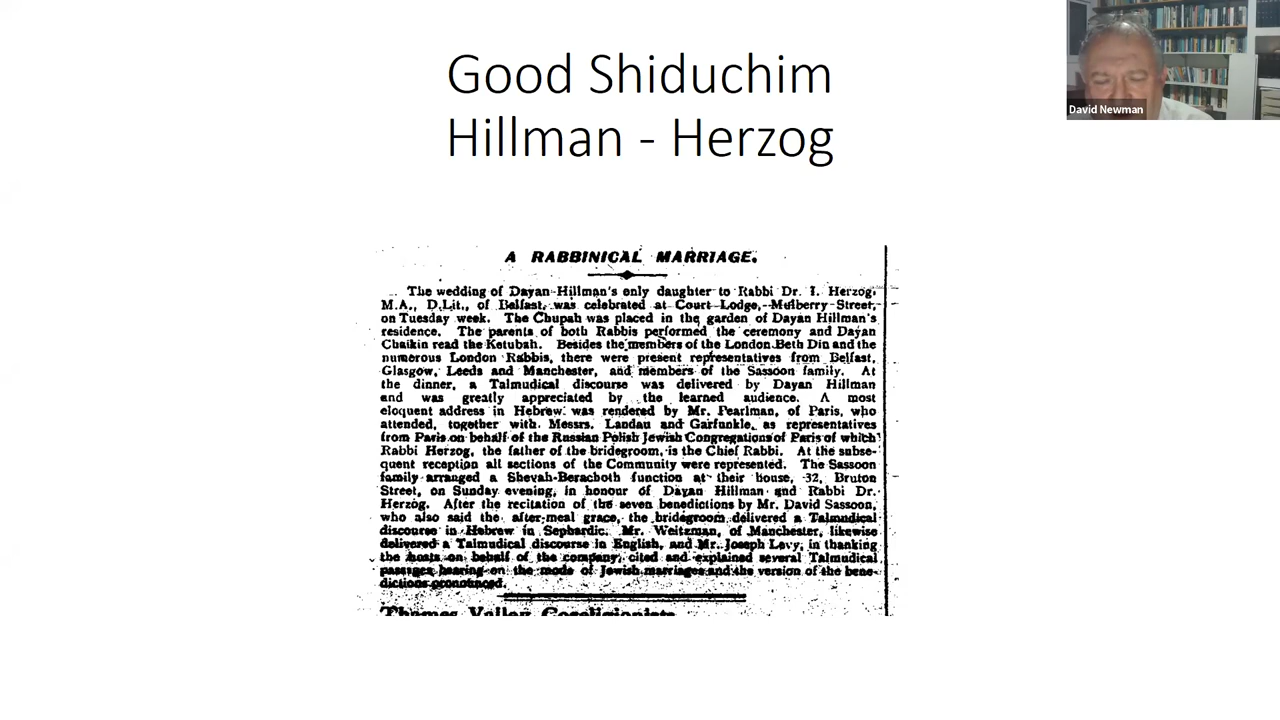 Good Shiduchim
Hillman - Herzog
David Newman
A RABBINICAL MARRIAGE.
The wedding of Dayan Hillman's only daughter to Rabbi Dr. I. Herzog,
M.A., D.Lit., of Belfast, was celebrated at Court Lodge, Mulberry-Street,
on Tuesday week. The Chupah was placed in the garden of Dayan Hillman's
residence. The parents of both Rabbis performed the ceremony and Dayan
Chaikin read the Ketubah. Besides the members of the London Beth Din and the
numerous London Rabbis, there were present representatives from Belfast,
Glasgow, Leeds and Manchester, and members of the Sassoon family. At
the dinner, a Talmudical discourse was delivered by Dayan Hillman
and was greatly appreciated by the learned audience. A most
eloquent address in Hebrew was rendered by Mr. Pearlman, of Paris, who
attended, together with Messrs. Landau and Garfunkle, as representatives
from Paris on behalf of the Russian Polish Jewish Congregations of Paris of which
Rabbi Herzog, the father of the bridegroom, is the Chief Rabbi. At the subse-
quent reception all sections of the Community were represented. The Sassoon
family arranged a Shevah-Berachoth function at their house, 32, Bruton
Street, on Sunday evening, in honour of Dayan Hillman and Rabbi Dr.
Herzog. After the recitation of the seven benedictions by Mr. David Sassoon,
who also said the after-meal grace, the bridegroom delivered a Talmudical
discourse in Hebrew in Sephardic. Mr. Weitzman, of Manchester, likewise
delivered a Talmudical discourse in English, and Mr. Joseph Levy, in thanking
the hosts on behalf of the company, cited and explained several Talmudical
passages bearing on the mode of Jewish marriages and the version of the bene-
dictions pronounced.
Thames Valley Coreligionists